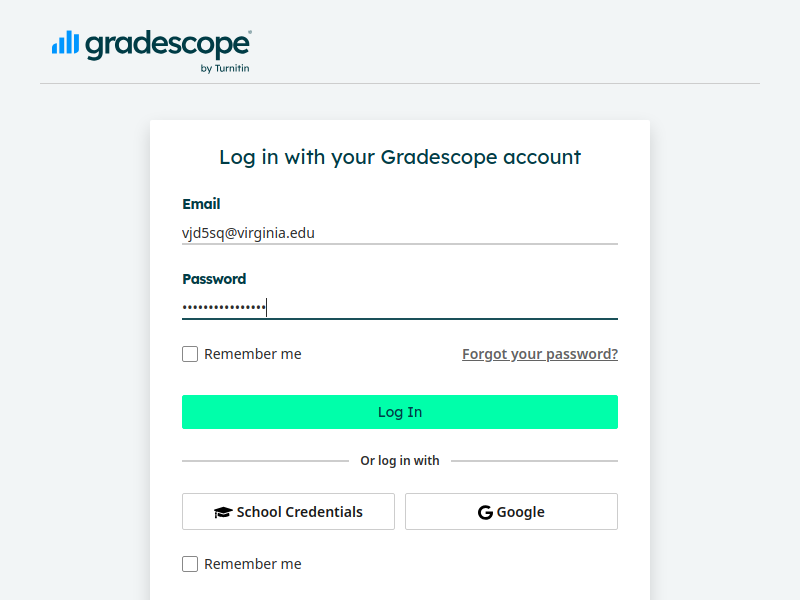 gradescope
by Turnitin
Log in with your Gradescope account
Email
vjd5sq@virginia.edu
Password
••••••••••••••••
Remember me
Forgot your password?
Log In
Or log in with
School Credentials
Google
Remember me